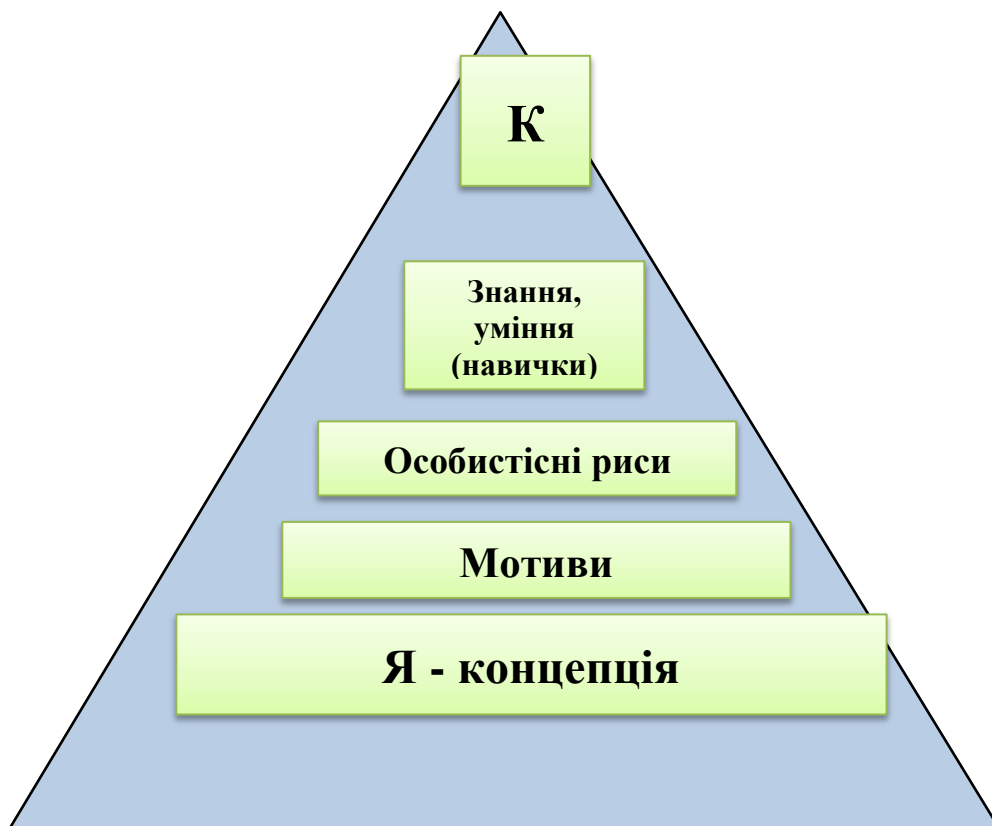 К
Знання,
уміння
(навички)
Особистісні риси
Мотиви
Я - концепція